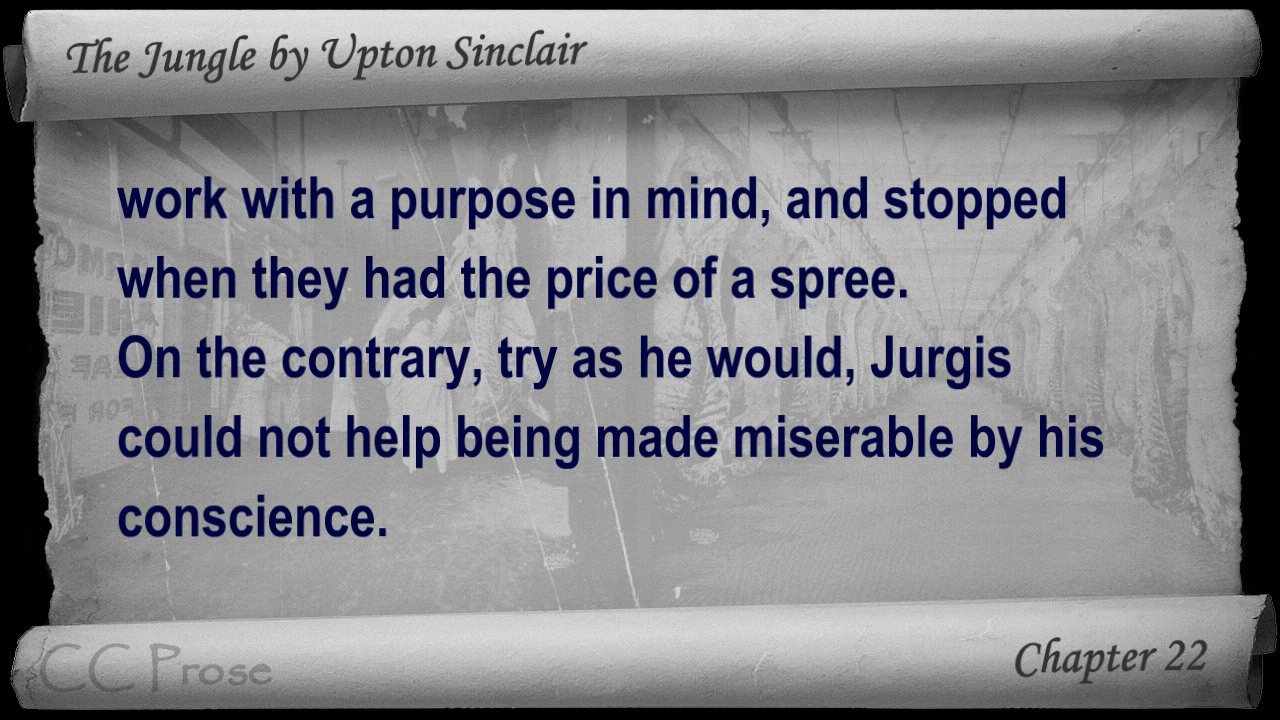 The Jungle by Upton Sinclair
work with a purpose in mind, and stopped
when they had the price of a spree.
On the contrary, try as he would, Jurgis
could not help being made miserable by his
conscience.
CC Prose
Chapter 22